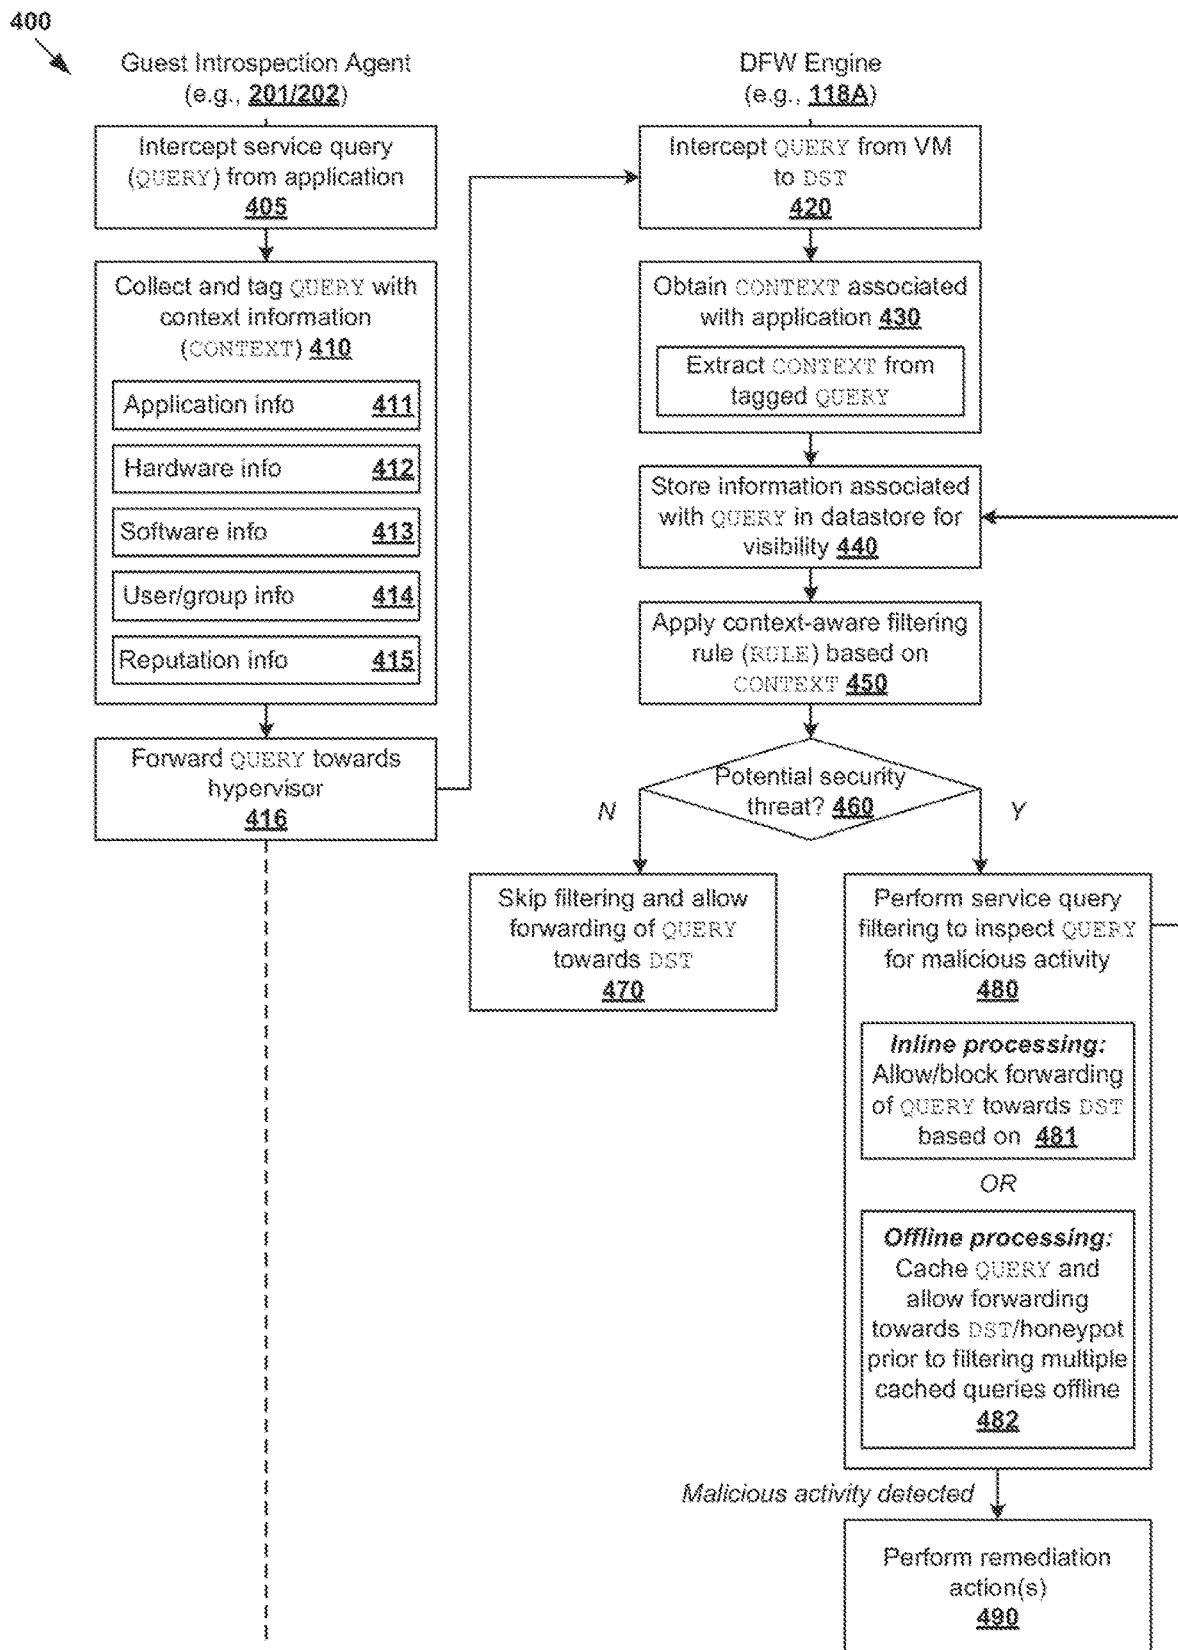 400
Guest Introspection Agent
(e.g., 201/202)
Intercept service query
(QUERY) from application
405
Collect and tag QUERY with
context information
(CONTEXT) 410
Application info 411
Hardware info 412
Software info 413
User/group info 414
Reputation info 415
Forward QUERY towards
hypervisor
416
DFW Engine
(e.g., 118A)
Intercept QUERY from VM
to DST
420
Obtain CONTEXT associated
with application 430
Extract CONTEXT from
tagged QUERY
Store information associated
with QUERY in datastore for
visibility 440
Apply context-aware filtering
rule (RULE) based on
CONTEXT 450
Potential security
threat? 460
N
Y
Skip filtering and allow
forwarding of QUERY
towards DST
470
Perform service query
filtering to inspect QUERY
for malicious activity
480
Inline processing:
Allow/block forwarding
of QUERY towards DST
based on 481
OR
Offline processing:
Cache QUERY and
allow forwarding
towards DST/honeypot
prior to filtering multiple
cached queries offline
482
Malicious activity detected
Perform remediation
action(s)
490